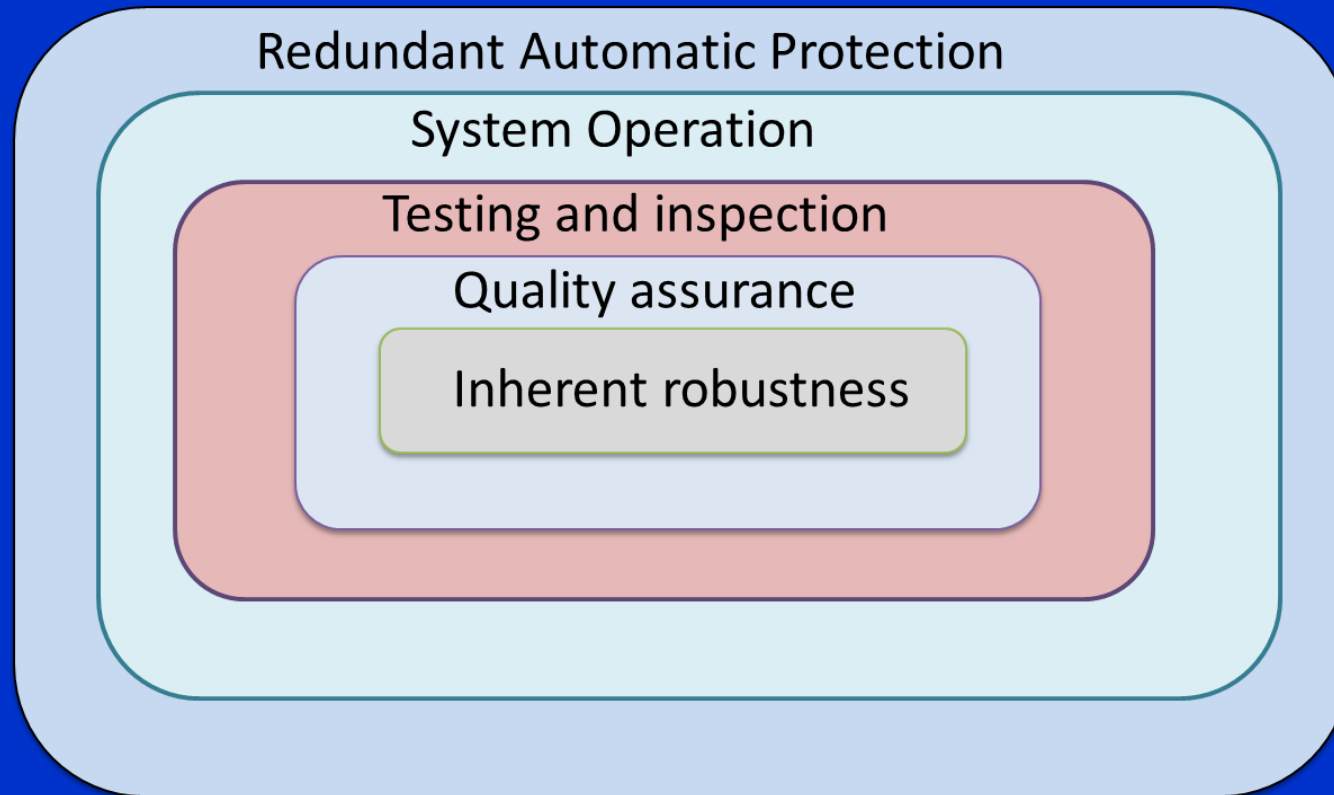 Redundant Automatic Protection
System Operation
Testing and inspection
Quality assurance
Inherent robustness